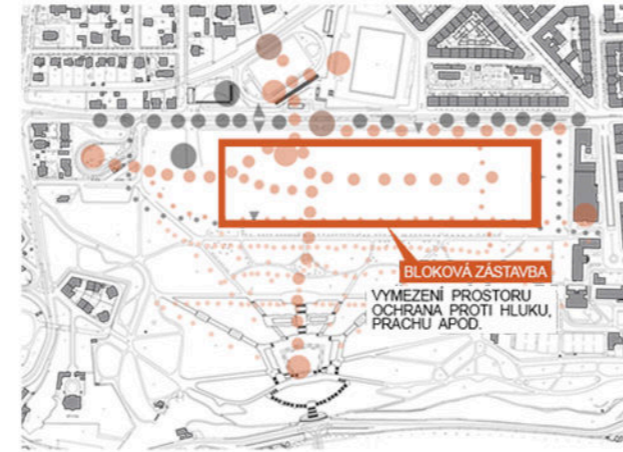 BLOKOVÁ ZÁSTAVBA
VYMEZENÍ PROSTORU
OCHRANA PROTI HLUKU,
PRACHU APOD.